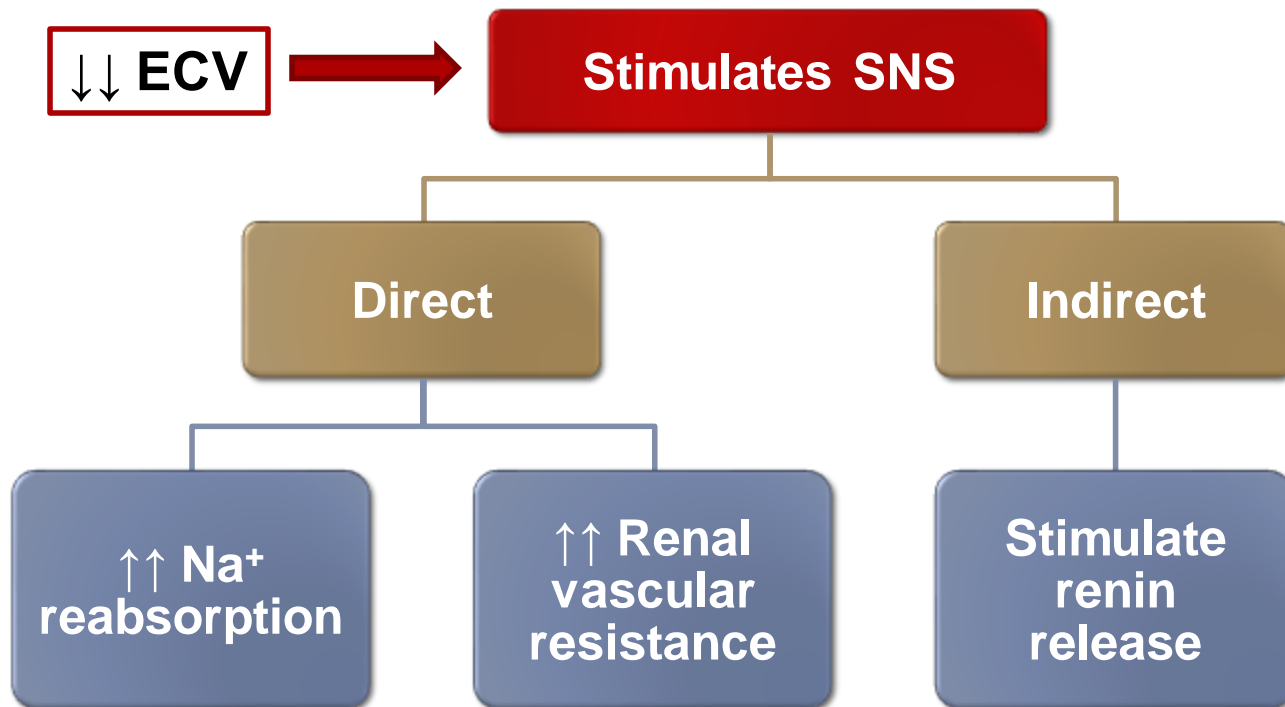 ↓↓ ECV
Stimulates SNS
Direct
Indirect
↑↑ Na⁺
reabsorption
↑↑ Renal
vascular
resistance
Stimulate
renin
release